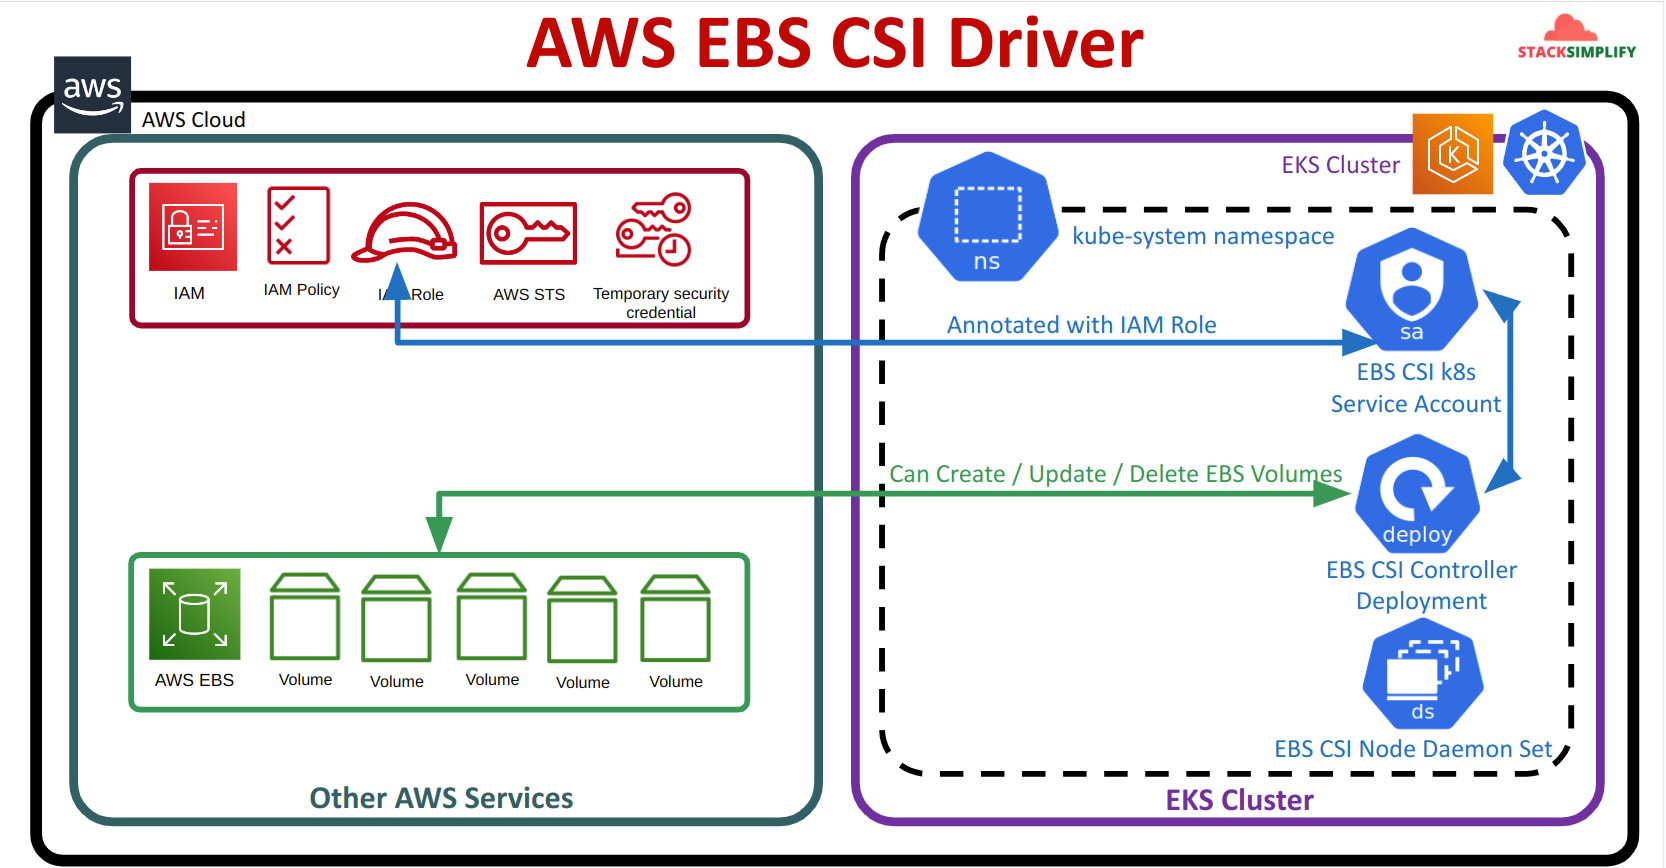 AWS EBS CSI Driver
STACKSIMPLIFY
aws
AWS Cloud
IAM
IAM Policy
IAM Role
AWS STS
Temporary security
credential
EKS Cluster
K
ns
kube-system namespace
Annotated with IAM Role
sa
EBS CSI k8s
Service Account
Can Create / Update / Delete EBS Volumes
deploy
EBS CSI Controller
Deployment
ds
EBS CSI Node Daemon Set
AWS EBS
Volume
Volume
Volume
Volume
Volume
Other AWS Services
EKS Cluster